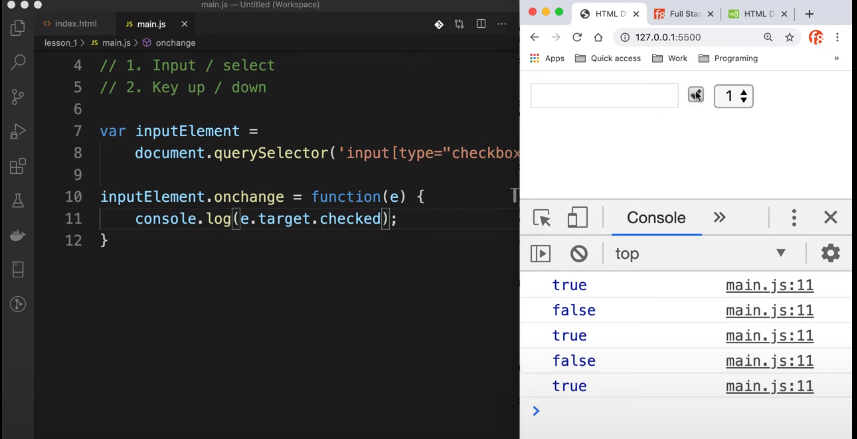 main.js — Untitled (Workspace)
index.html
JS main.js ×
lesson_1 > JS main.js > onchange
4 // 1. Input / select
5 // 2. Key up / down
6
7 var inputElement =
8 document.querySelector('input[type="checkbox
9
10 inputElement.onchange = function(e) {
11 console.log(e.target.checked);
12 }
HTML D × Full Stac × HTML D × +
127.0.0.1:5500
Apps Quick access Work Programing »
1
Console »
top
true main.js:11
false main.js:11
true main.js:11
false main.js:11
true main.js:11
>